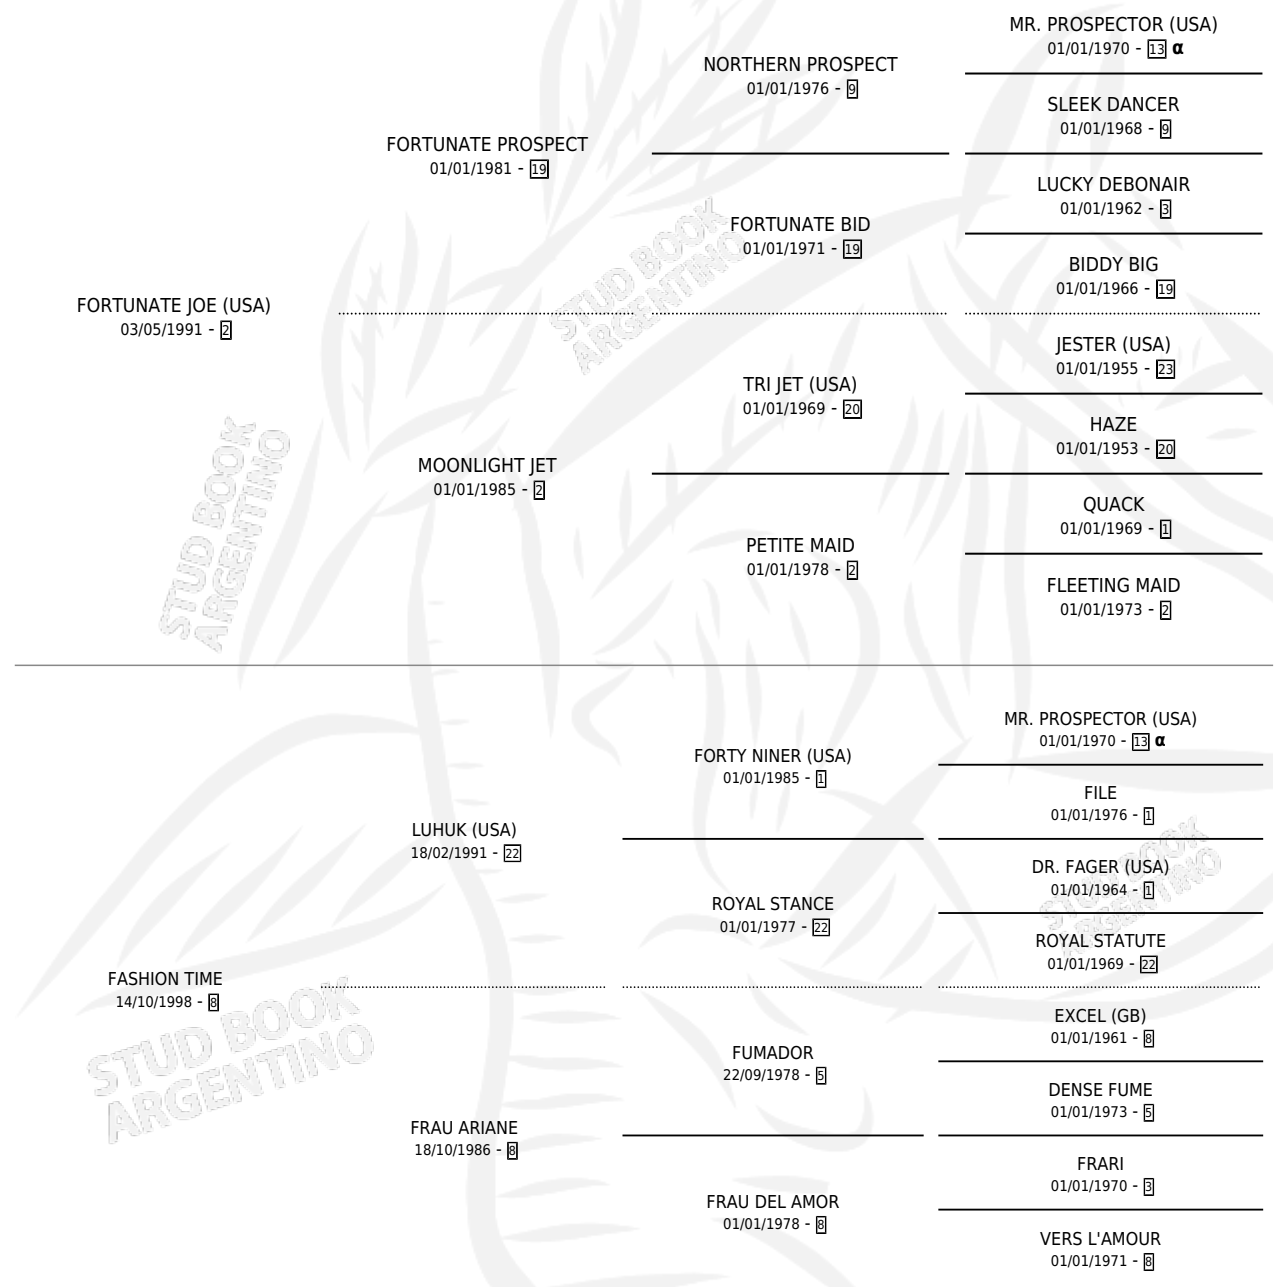 MR. PROSPECTOR (USA)
01/01/1970 - 13 α
NORTHERN PROSPECT
01/01/1976 - 9
SLEEK DANCER
01/01/1968 - 9
FORTUNATE PROSPECT
01/01/1981 - 19
LUCKY DEBONAIR
01/01/1962 - 3
FORTUNATE BID
01/01/1971 - 19
BIDDY BIG
01/01/1966 - 19
FORTUNATE JOE (USA)
03/05/1991 - 2
JESTER (USA)
01/01/1955 - 23
TRI JET (USA)
01/01/1969 - 20
HAZE
01/01/1953 - 20
MOONLIGHT JET
01/01/1985 - 2
QUACK
01/01/1969 - 1
PETITE MAID
01/01/1978 - 2
FLEETING MAID
01/01/1973 - 2
STUD BOOK
ARGENTINO
STUD BOOK
ARGENTINO
MR. PROSPECTOR (USA)
01/01/1970 - 13 α
FORTY NINER (USA)
01/01/1985 - 1
FILE
01/01/1976 - 1
LUHUK (USA)
18/02/1991 - 22
DR. FAGER (USA)
01/01/1964 - 1
ROYAL STANCE
01/01/1977 - 22
ROYAL STATUTE
01/01/1969 - 22
FASHION TIME
14/10/1998 - 8
EXCEL (GB)
01/01/1961 - 8
FUMADOR
22/09/1978 - 5
DENSE FUME
01/01/1973 - 5
FRAU ARIANE
18/10/1986 - 8
FRARI
01/01/1970 - 3
FRAU DEL AMOR
01/01/1978 - 8
VERS L'AMOUR
01/01/1971 - 8
STUD BOOK
ARGENTINO
STUD BOOK
ARGENTINO